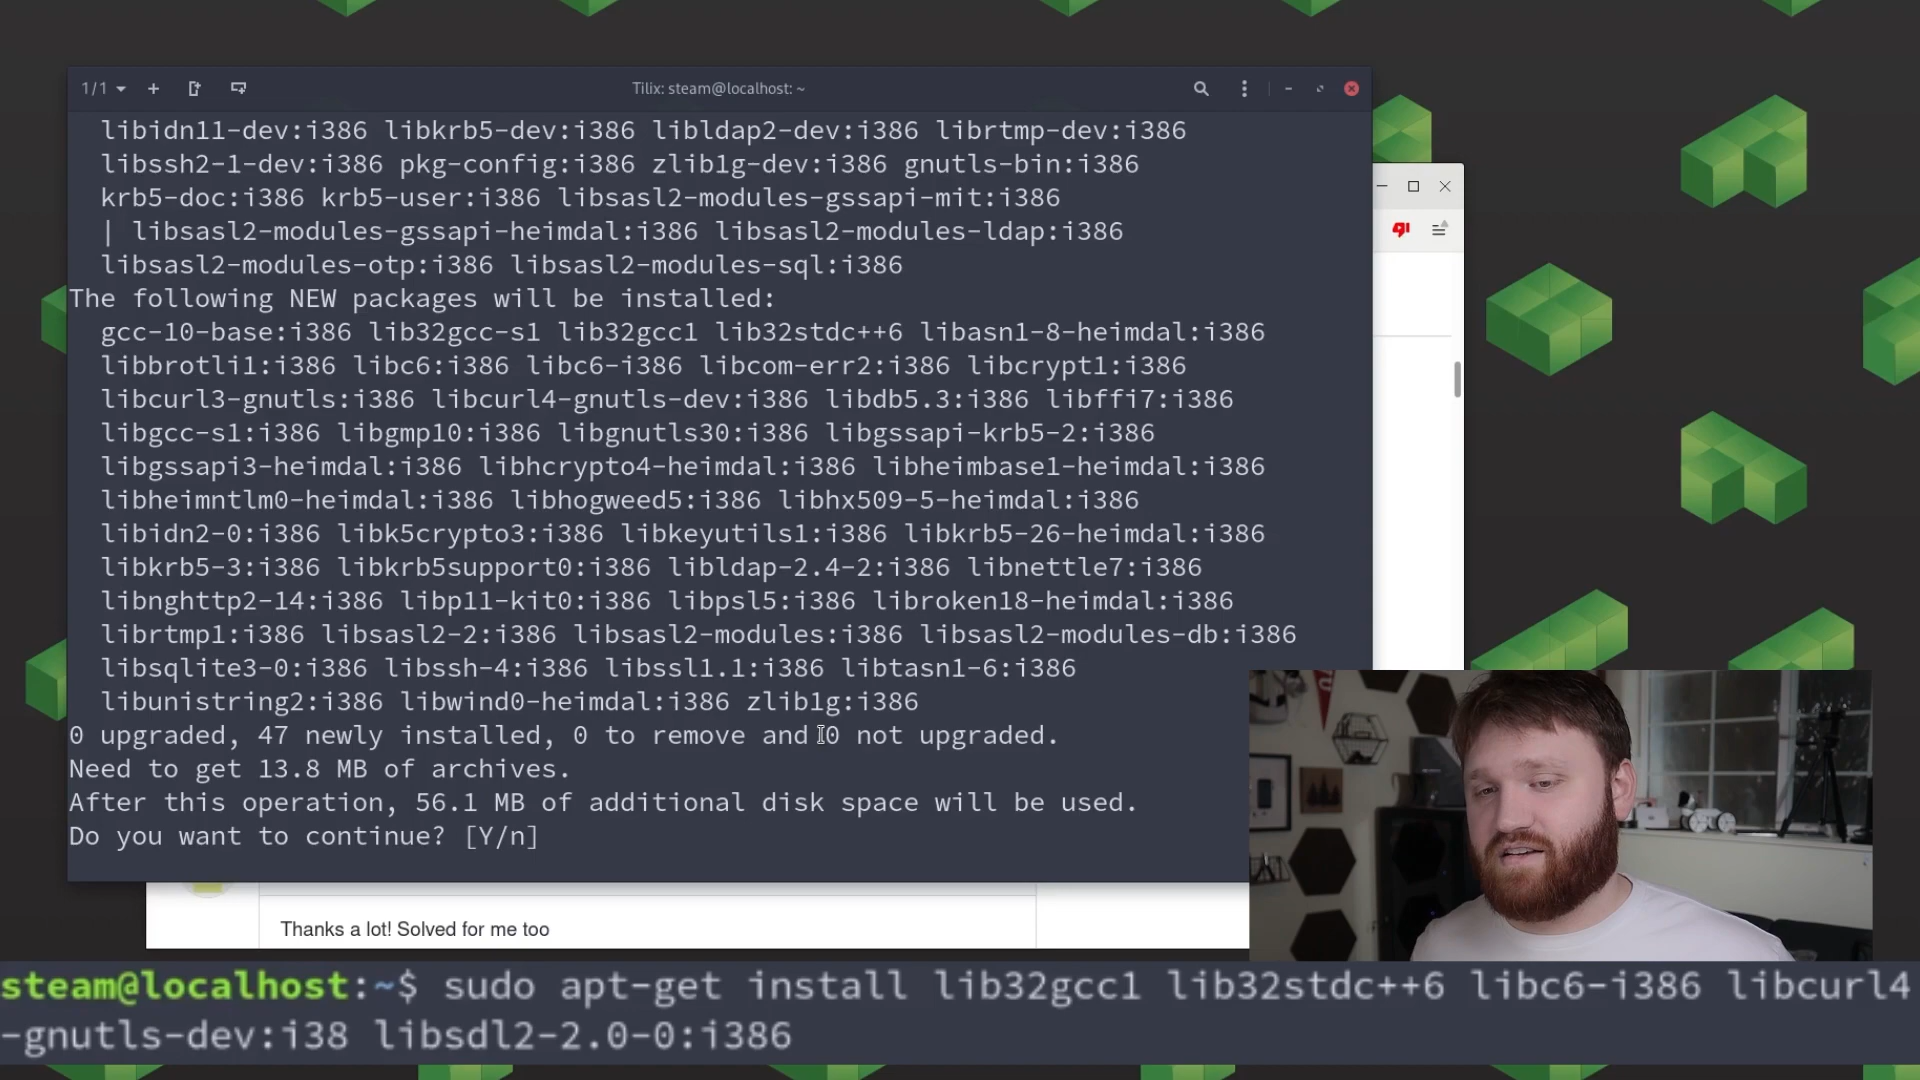 1/1
Tilix: steam@localhost: ~
libidn11-dev:i386 libkrb5-dev:i386 libldap2-dev:i386 librtmp-dev:i386
libssh2-1-dev:i386 pkg-config:i386 zlib1g-dev:i386 gnutls-bin:i386
krb5-doc:i386 krb5-user:i386 libsasl2-modules-gssapi-mit:i386
| libsasl2-modules-gssapi-heimdal:i386 libsasl2-modules-ldap:i386
libsasl2-modules-otp:i386 libsasl2-modules-sql:i386
The following NEW packages will be installed:
gcc-10-base:i386 lib32gcc-s1 lib32gcc1 lib32stdc++6 libasn1-8-heimdal:i386
libbrotli1:i386 libc6:i386 libc6-i386 libcom-err2:i386 libcrypt1:i386
libcurl3-gnutls:i386 libcurl4-gnutls-dev:i386 libdb5.3:i386 libffi7:i386
libgcc-s1:i386 libgmp10:i386 libgnutls30:i386 libgssapi-krb5-2:i386
libgssapi3-heimdal:i386 libhcrypto4-heimdal:i386 libheimbase1-heimdal:i386
libheimntlm0-heimdal:i386 libhogweed5:i386 libhx509-5-heimdal:i386
libidn2-0:i386 libk5crypto3:i386 libkeyutils1:i386 libkrb5-26-heimdal:i386
libkrb5-3:i386 libkrb5support0:i386 libldap-2.4-2:i386 libnettle7:i386
libnghttp2-14:i386 libp11-kit0:i386 libpsl5:i386 libroken18-heimdal:i386
librtmp1:i386 libsasl2-2:i386 libsasl2-modules:i386 libsasl2-modules-db:i386
libsqlite3-0:i386 libssh-4:i386 libssl1.1:i386 libtasn1-6:i386
libunistring2:i386 libwind0-heimdal:i386 zlib1g:i386
0 upgraded, 47 newly installed, 0 to remove and 0 not upgraded.
Need to get 13.8 MB of archives.
After this operation, 56.1 MB of additional disk space will be used.
Do you want to continue? [Y/n]
Thanks a lot! Solved for me too
steam@localhost:~$ sudo apt-get install lib32gcc1 lib32stdc++6 libc6-i386 libcurl4
-gnutls-dev:i38 libsdl2-2.0-0:i386